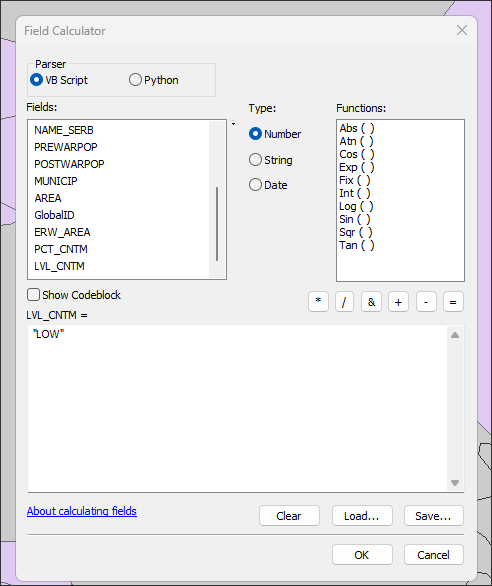 Field Calculator
Parser
VB Script
Python
Fields:
Type:
Functions:
NAME_SERB
PREWARPOP
POSTWARPOP
MUNICIP
AREA
GlobalID
ERW_AREA
PCT_CNTM
LVL_CNTM
Number
String
Date
Abs ( )
Atn ( )
Cos ( )
Exp ( )
Fix ( )
Int ( )
Log ( )
Sin ( )
Sqr ( )
Tan ( )
Show Codeblock
* / & + - =
LVL_CNTM =
"LOW"
About calculating fields
Clear
Load...
Save...
OK
Cancel